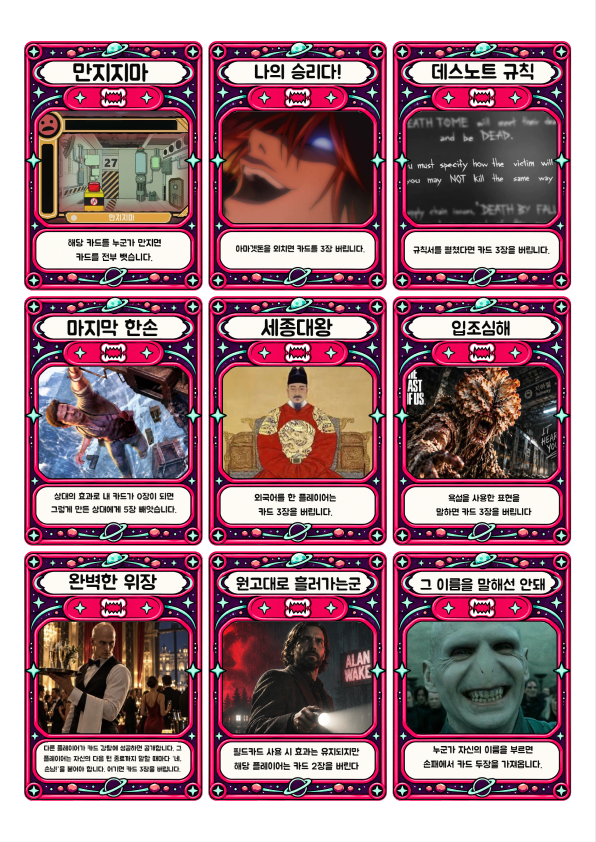 만지지마
나의 승리다!
데스노트 규칙
27
만지지마
EATH TOME will meet their
and be DEAD.
u must specify how the victim will
you may NOT kill the same way
"DEATH BY FALL
해당 카드를 누군가 만지면
카드를 전부 뺏습니다.
아마겟돈을 외치면 카드를 3장 버립니다.
규칙서를 펼쳤다면 카드 3장을 버립니다.
마지막 한손
세종대왕
입조심해
THE
LAST
OF US
HEAR
YOU
상대의 효과로 내 카드가 0장이 되면
그렇게 만든 상대에게 5장 빼앗습니다.
외국어를 한 플레이어는
카드 3장을 버립니다.
욕설을 사용한 표현을
말하면 카드 3장을 버립니다
완벽한 위장
원고대로 흘러가는군
그 이름을 말해선 안돼
ALAN
WAKE
다른 플레이어가 카드 강탈에 성공하면 공개합니다. 그
플레이어는 자신의 다음 턴 종료까지 말할 때마다 '네,
손님!'을 붙여야 합니다. 어기면 카드 3장을 버립니다.
필드카드 사용 시 효과는 유지되지만
해당 플레이어는 카드 2장을 버린다
누군가 자신의 이름을 부르면
손패에서 카드 두장을 가져옵니다.